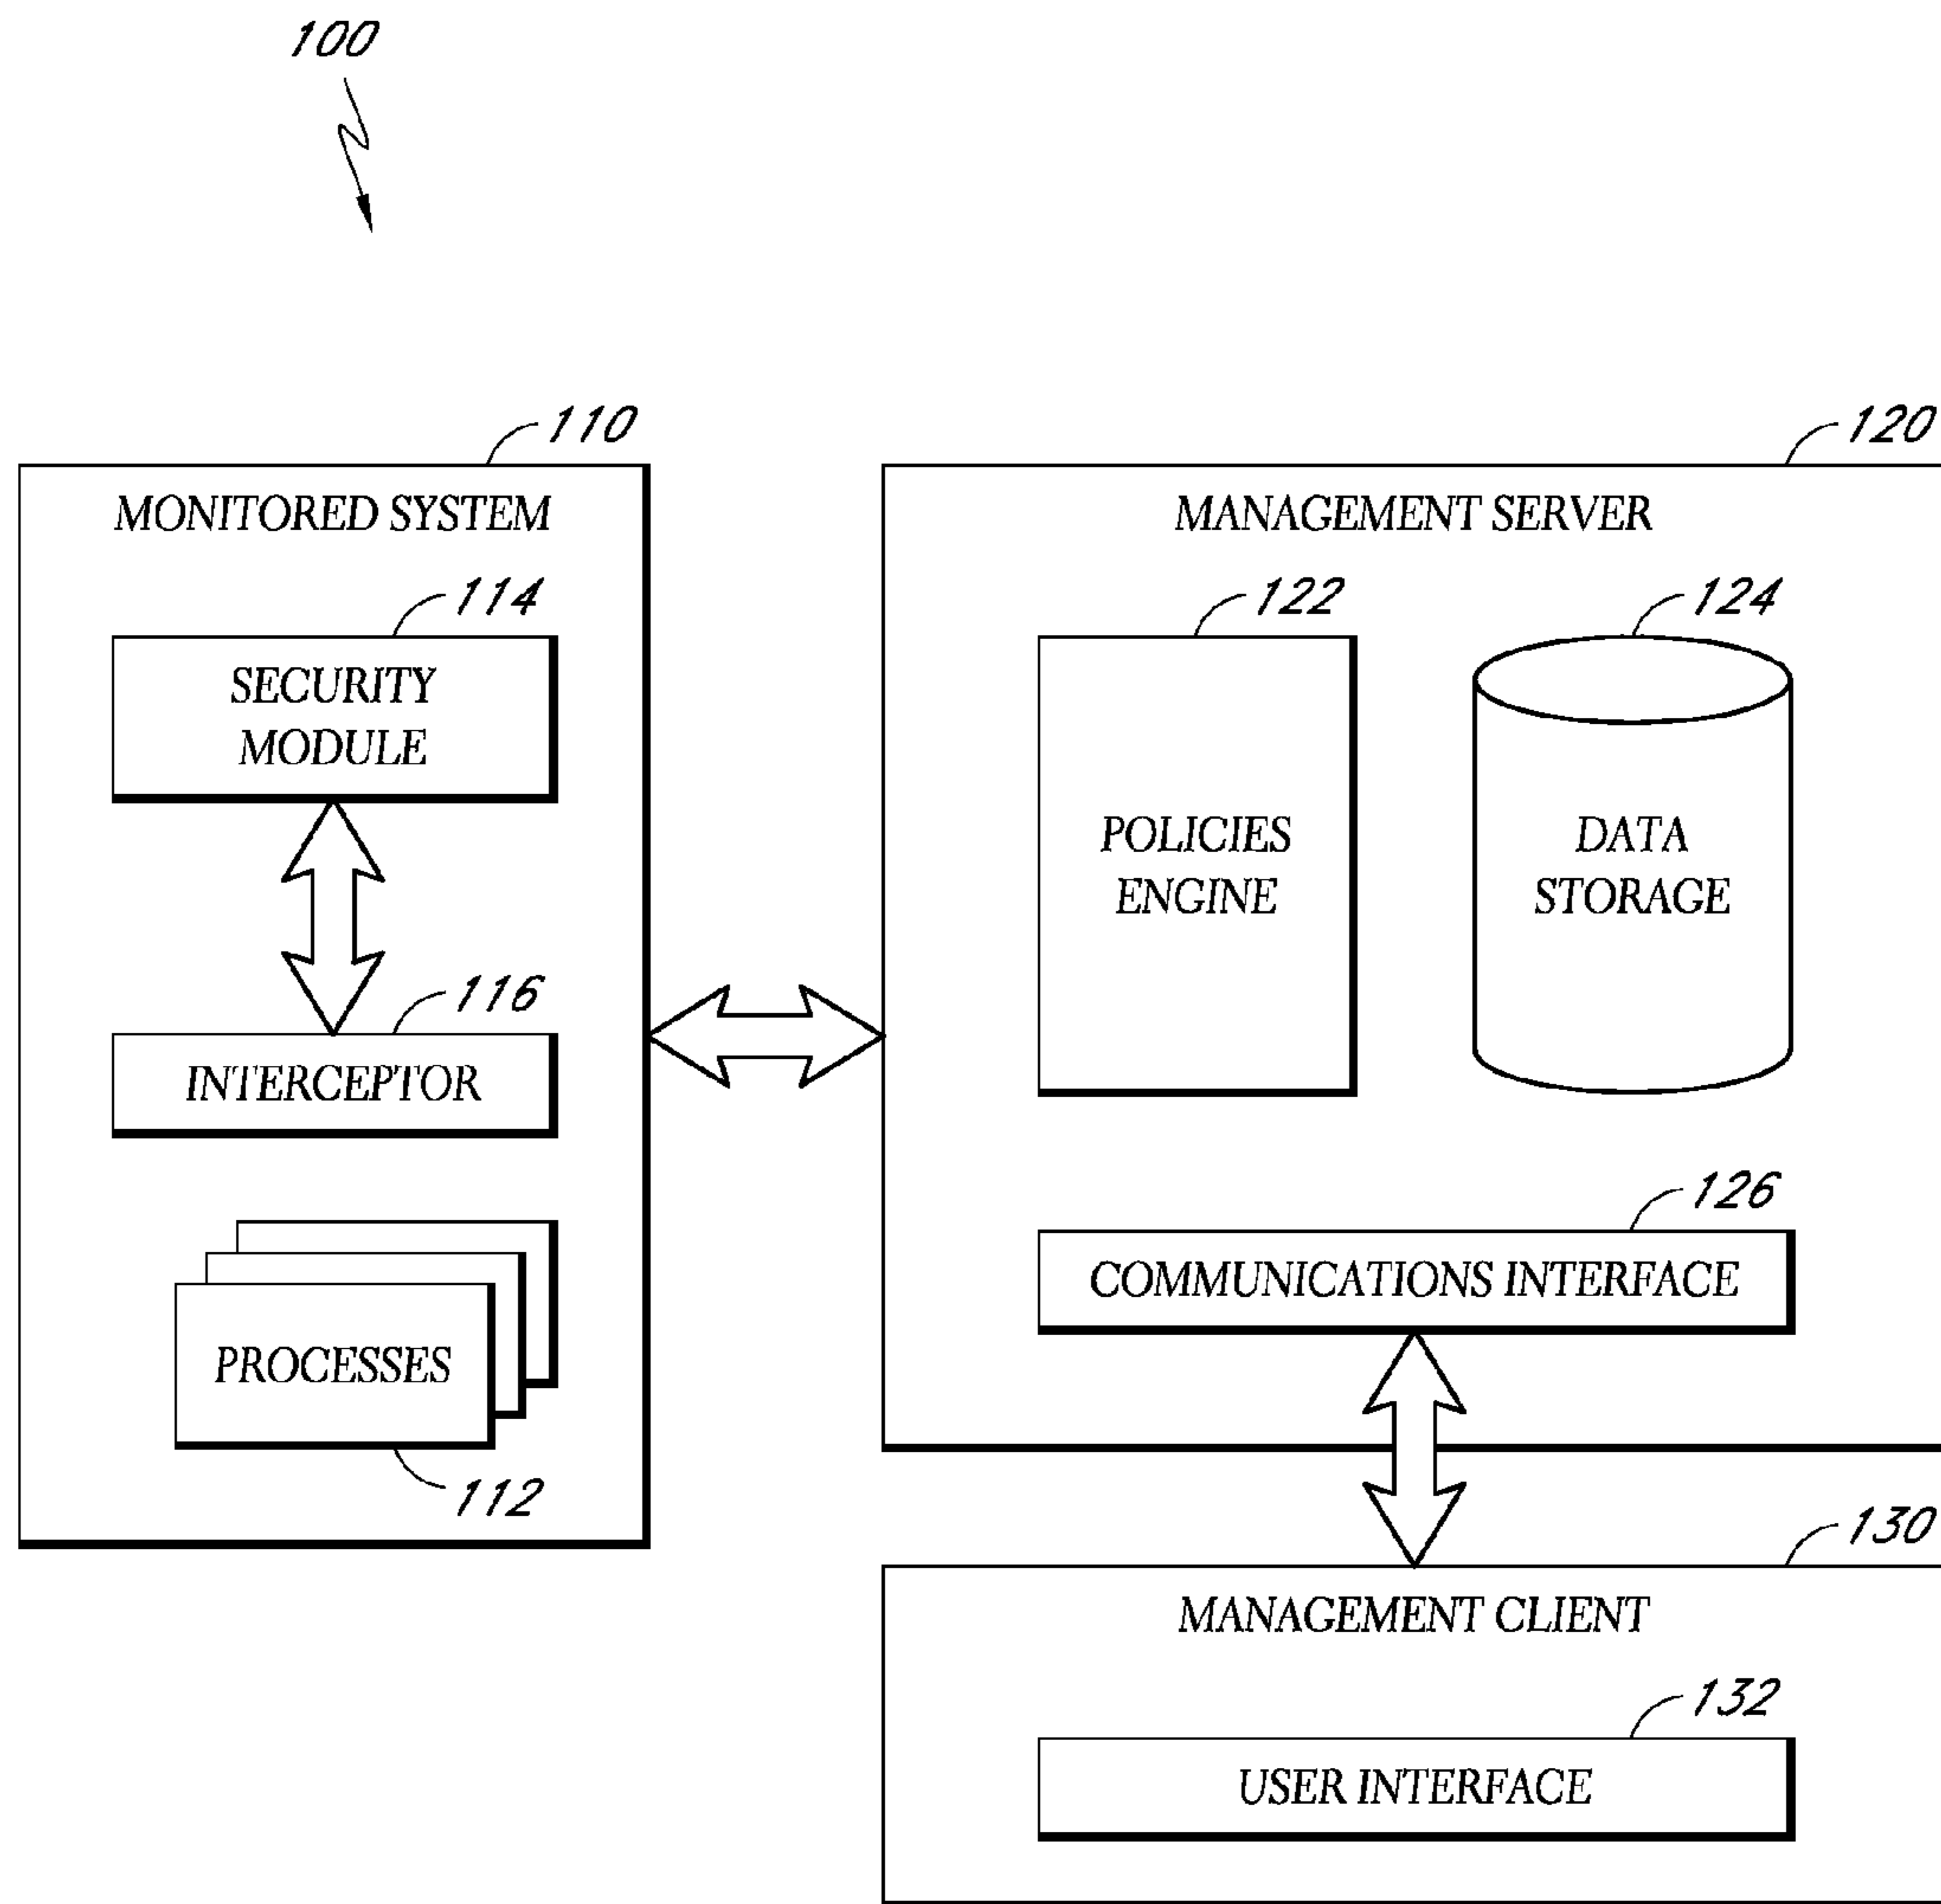 100
110
MONITORED SYSTEM
114
SECURITY
MODULE
116
INTERCEPTOR
PROCESSES
112
120
MANAGEMENT SERVER
122
POLICIES
ENGINE
124
DATA
STORAGE
126
COMMUNICATIONS INTERFACE
130
MANAGEMENT CLIENT
132
USER INTERFACE